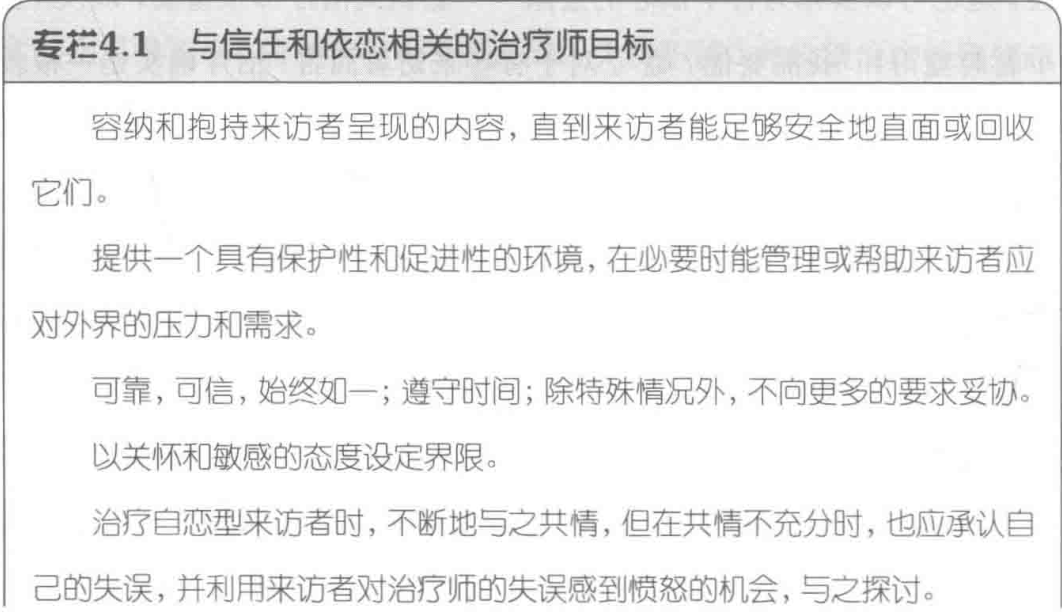 专栏4.1 与信任和依恋相关的治疗师目标
容纳和抱持来访者呈现的内容，直到来访者能足够安全地直面或回收
它们。
提供一个具有保护性和促进性的环境，在必要时能管理或帮助来访者应
对外界的压力和需求。
可靠，可信，始终如一；遵守时间；除特殊情况外，不向更多的要求妥协。
以关怀和敏感的态度设定界限。
治疗自恋型来访者时，不断地与之共情，但在共情不充分时，也应承认自
己的失误，并利用来访者对治疗师的失误感到愤怒的机会，与之探讨。